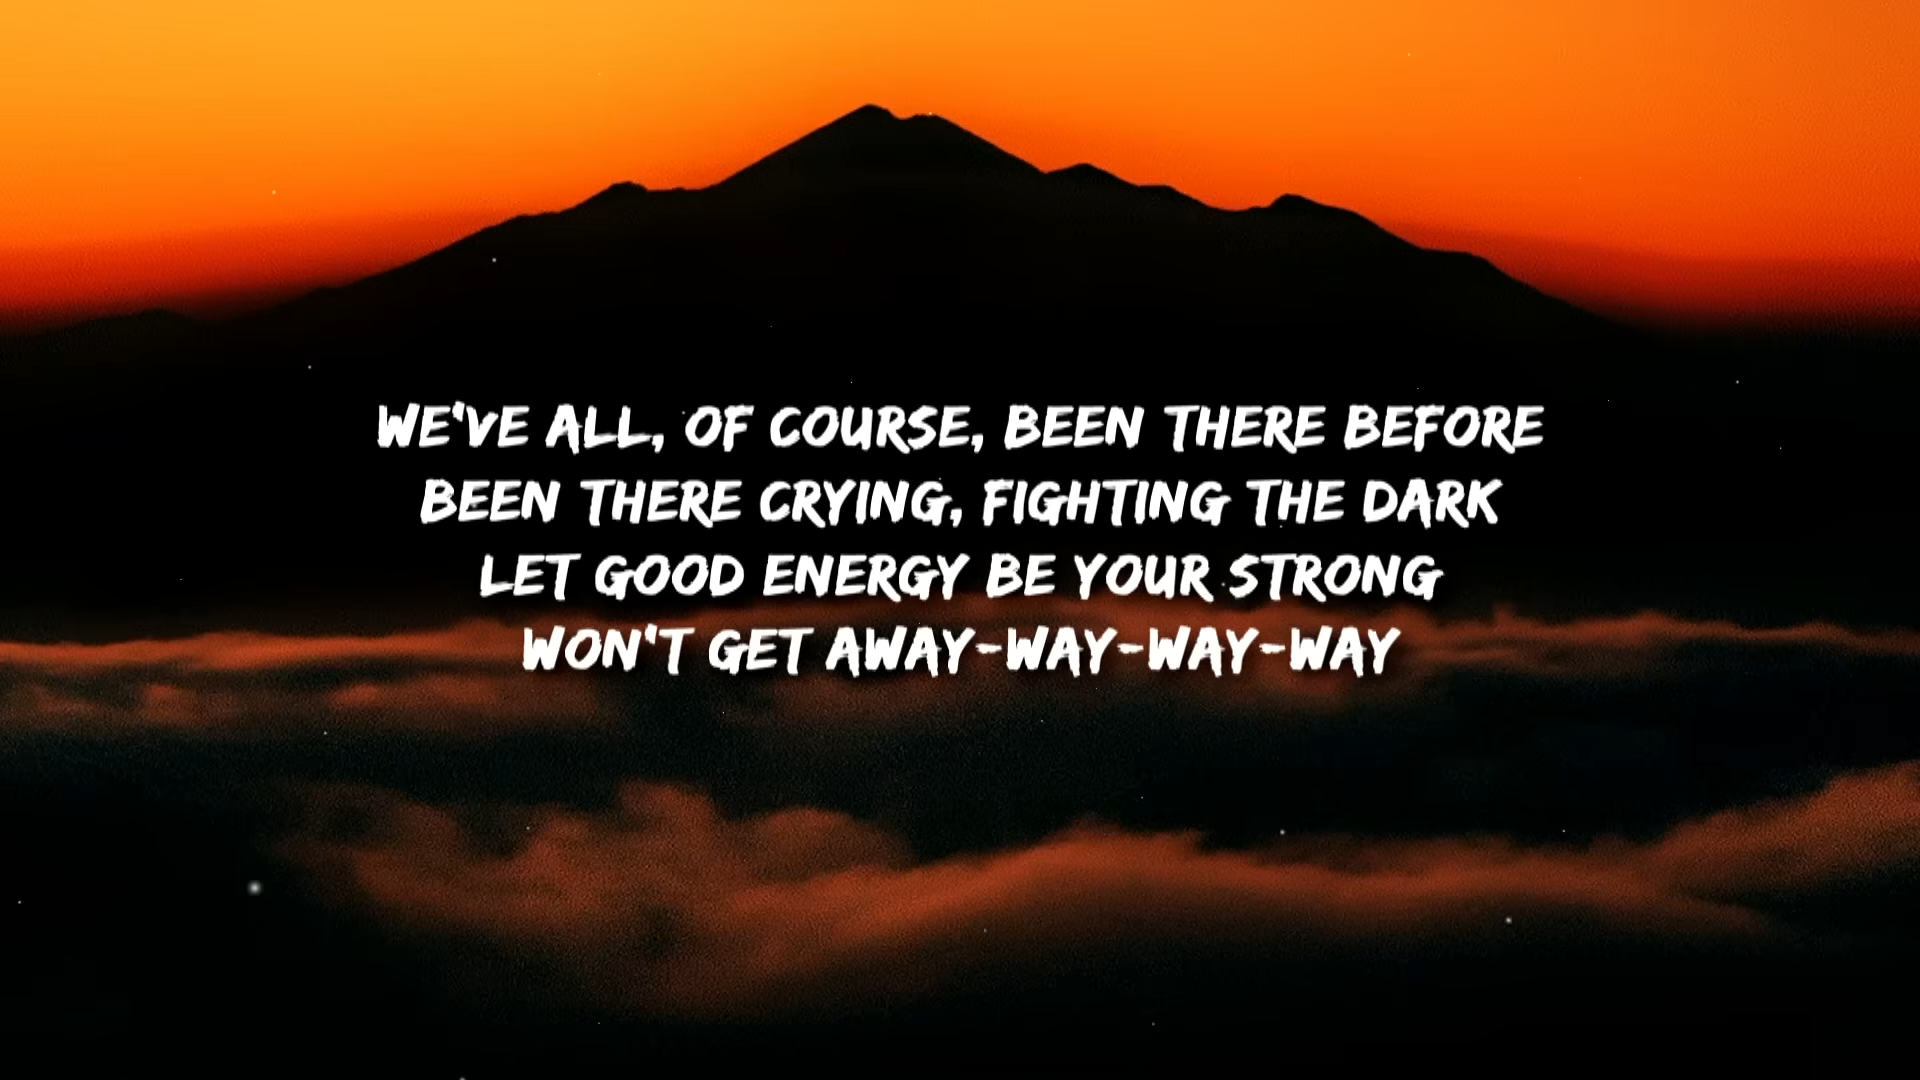 WE'VE ALL, OF COURSE, BEEN THERE BEFORE
BEEN THERE CRYING, FIGHTING THE DARK
LET GOOD ENERGY BE YOUR STRONG
WON'T GET AWAY-WAY-WAY-WAY